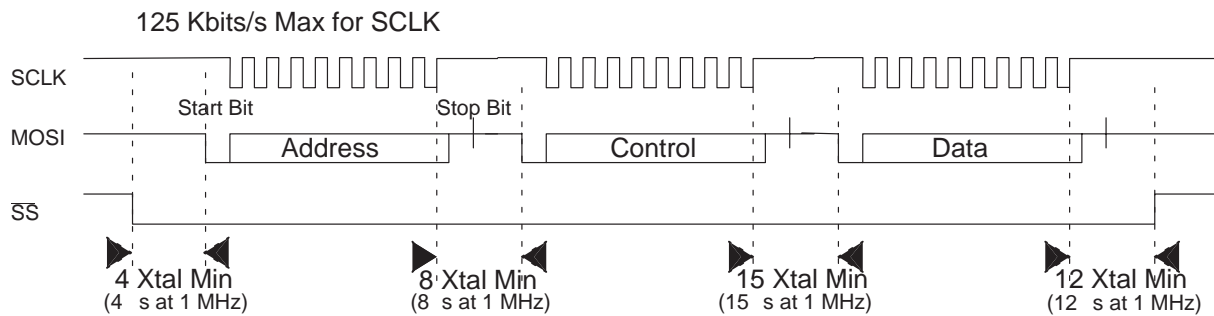 125 Kbits/s Max for SCLK
SCLK
Start Bit
Stop Bit
MOSI
Address
Control
Data
SS
4 Xtal Min
8 Xtal Min
15 Xtal Min
12 Xtal Min
(4 s at 1 MHz)
(8 s at 1 MHz)
(15 s at 1 MHz)
(12 s at 1 MHz)